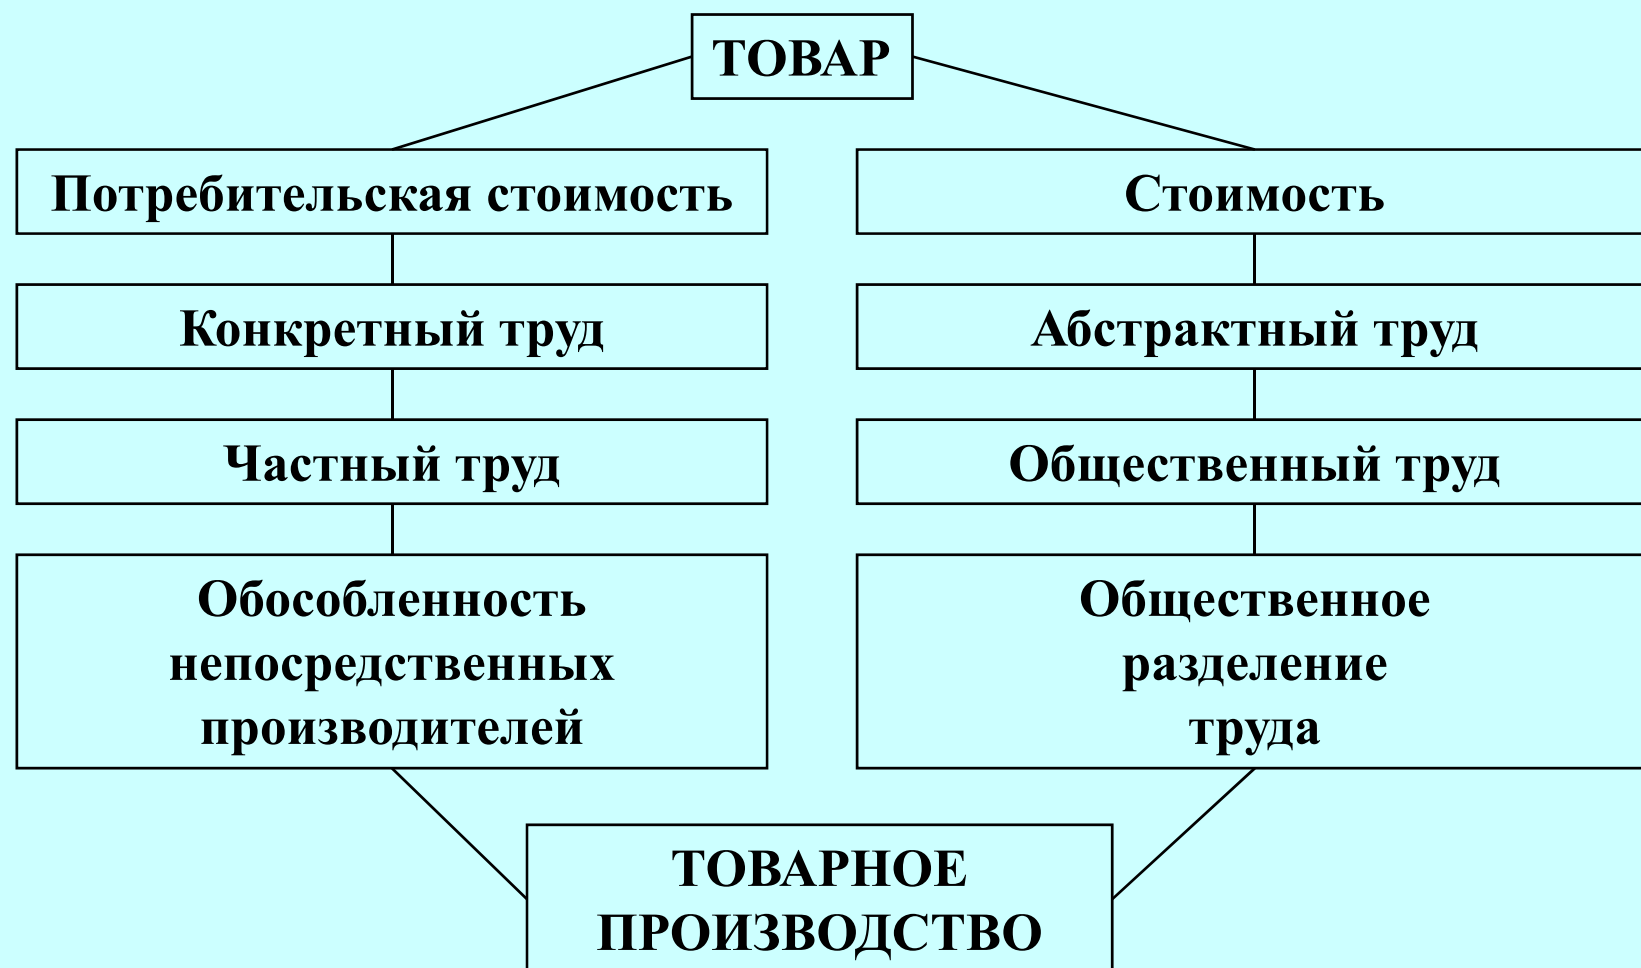 ТОВАР
Потребительская стоимость
Стоимость
Конкретный труд
Абстрактный труд
Частный труд
Общественный труд
Обособленность
непосредственных
производителей
Общественное
разделение
труда
ТОВАРНОЕ
ПРОИЗВОДСТВО